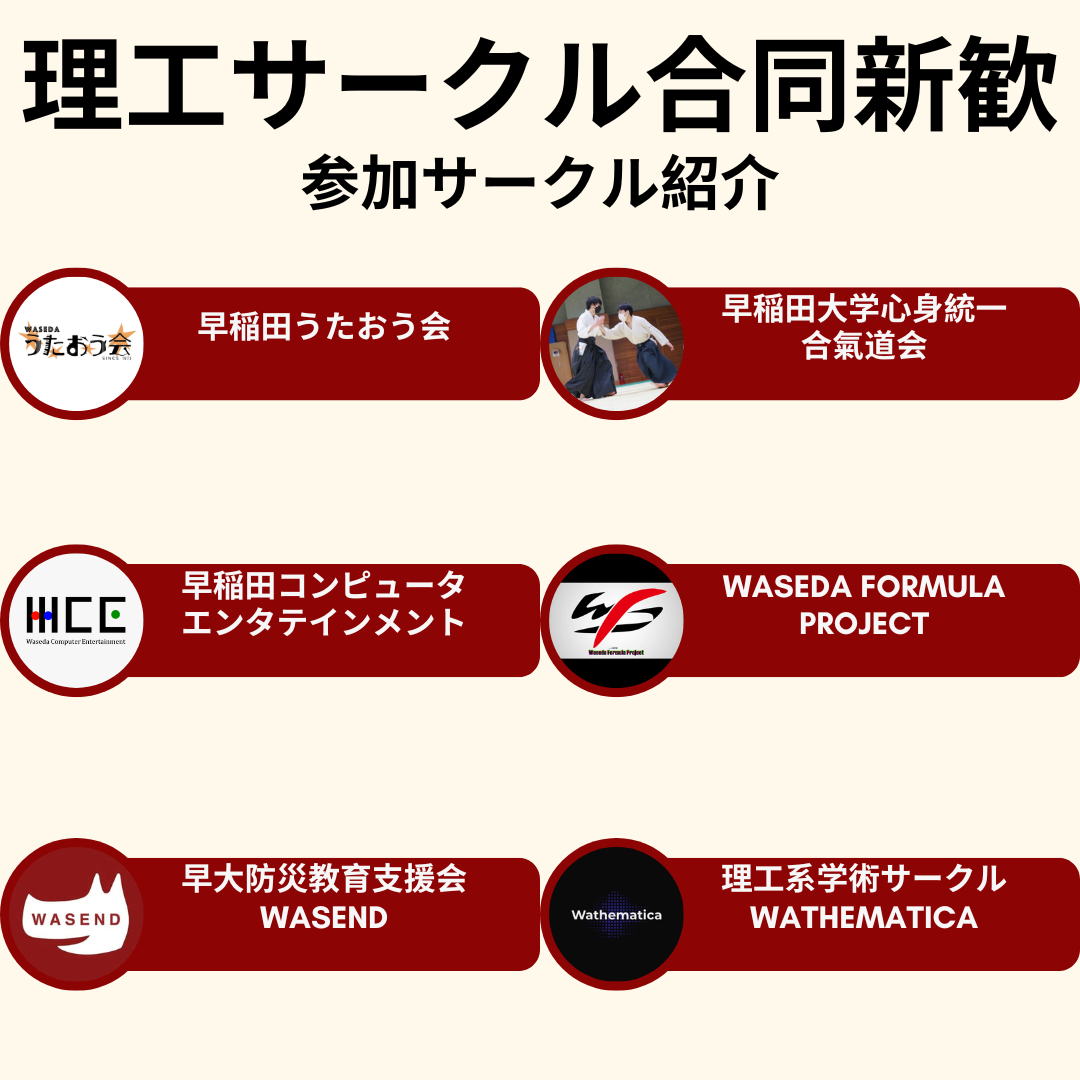 理工サークル合同新歓
参加サークル紹介
WASEDA
うたおう会
SINCE 1973
早稲田うたおう会
早稲田大学心身統一
合氣道会
WCE
Waseda Computer Entertainment
早稲田コンピュータ
エンタテインメント
Waseda Formula Project
WASEDA FORMULA
PROJECT
WASEND
早大防災教育支援会
WASEND
Wathematica
理工系学術サークル
WATHEMATICA